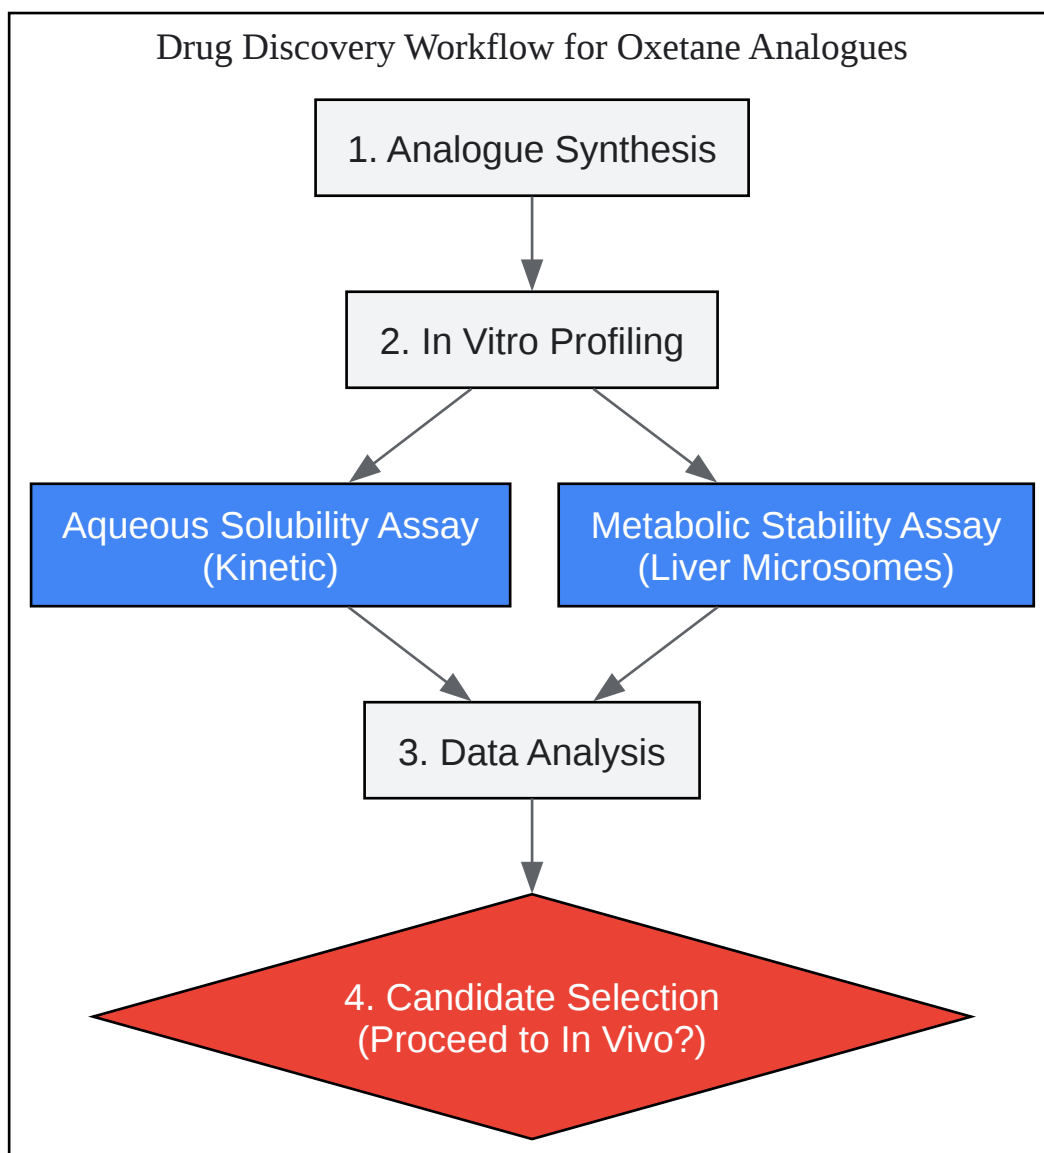 Drug Discovery Workflow for Oxetane Analogues
1. Analogue Synthesis
2. In Vitro Profiling
Aqueous Solubility Assay
(Kinetic)
Metabolic Stability Assay
(Liver Microsomes)
3. Data Analysis
4. Candidate Selection
(Proceed to In Vivo?)